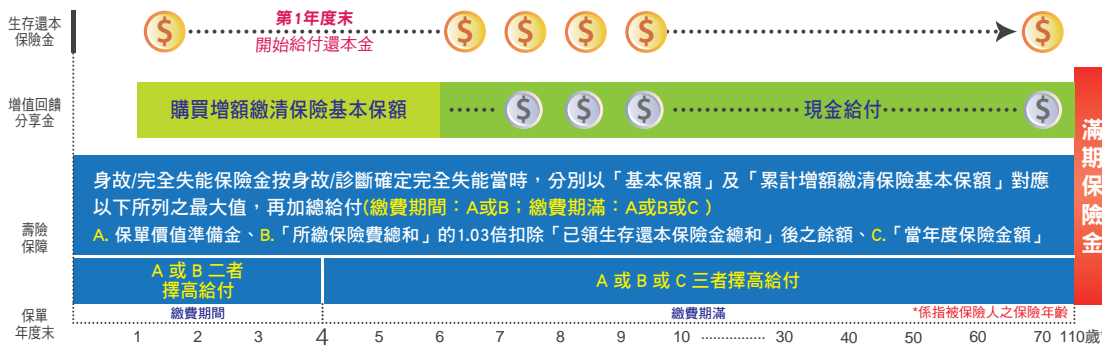 生存還本
保險金
第1年度末
開始給付還本金
增值回饋
分享金
購買增額繳清保險基本保額
現金給付
滿期保險金
壽險
保障
身故/完全失能保險金按身故/診斷確定完全失能當時，分別以「基本保額」及「累計增額繳清保險基本保額」對應
以下所列之最大值，再加總給付(繳費期間：A或B；繳費期滿：A或B或C )
A. 保單價值準備金、B.「所繳保險費總和」的1.03倍扣除「已領生存還本保險金總和」後之餘額、C.「當年度保險金額」
A 或 B 二者
擇高給付
A 或 B 或 C 三者擇高給付
保單
年度末
繳費期間
繳費期滿
*係指被保險人之保險年齡
1 2 3 4 5 6 7 8 9 10 30 40 50 60 70 110歲*